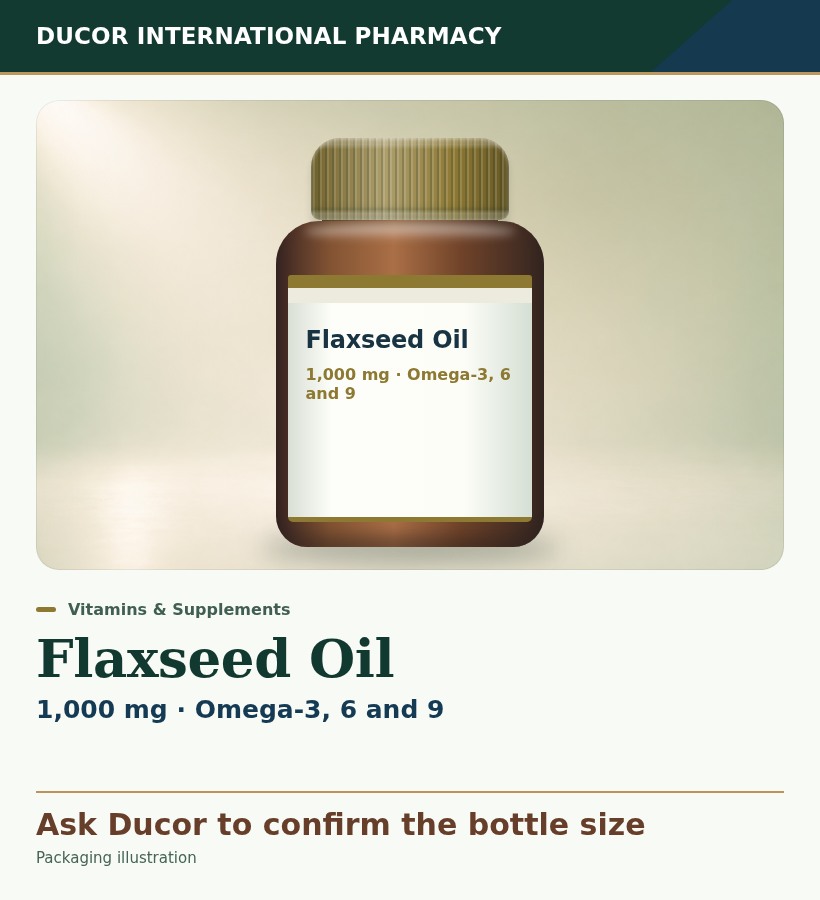 DUCOR INTERNATIONAL PHARMACY
Flaxseed Oil
1,000 mg · Omega-3, 6
and 9
Vitamins & Supplements
Flaxseed Oil
1,000 mg · Omega-3, 6 and 9
Ask Ducor to confirm the bottle size
Packaging illustration